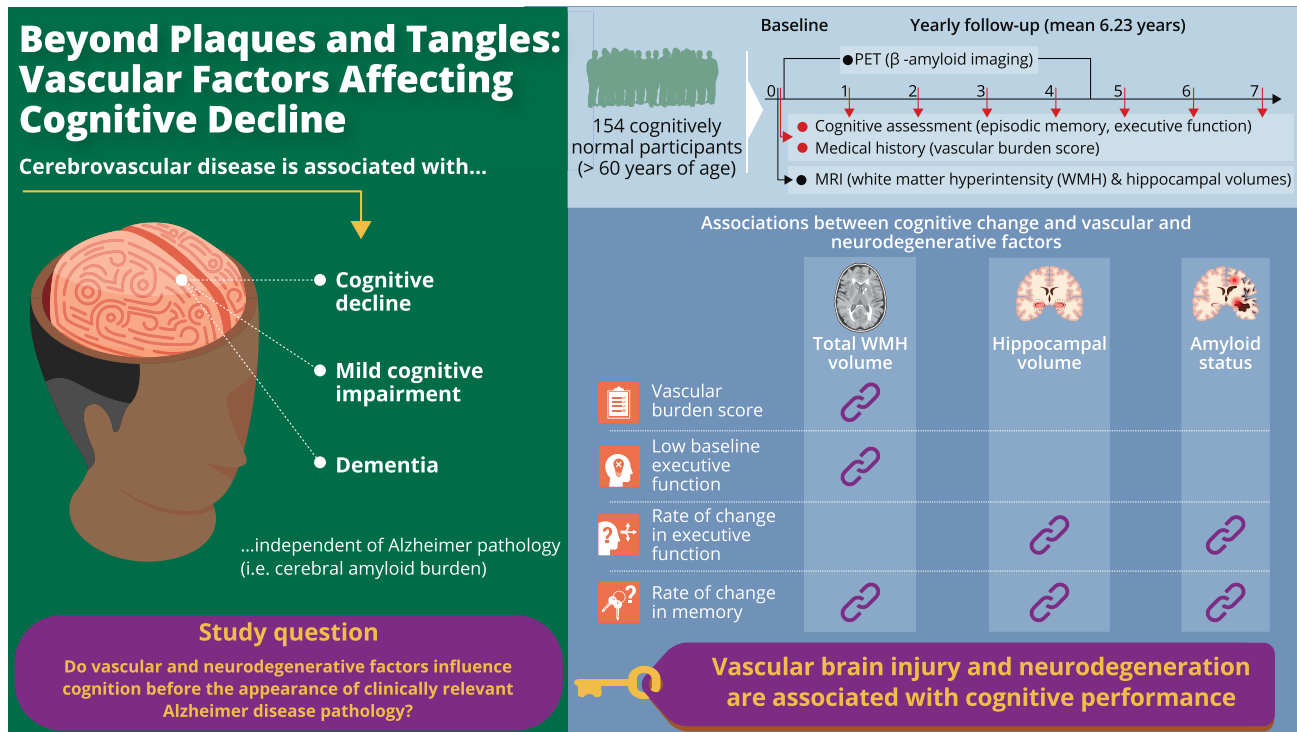 Beyond Plaques and Tangles:
Vascular Factors Affecting
Cognitive Decline
Cerebrovascular disease is associated with...
Cognitive
decline
Mild cognitive
impairment
Dementia
...independent of Alzheimer pathology
(i.e. cerebral amyloid burden)
Study question
Do vascular and neurodegenerative factors influence
cognition before the appearance of clinically relevant
Alzheimer disease pathology?
154 cognitively
normal participants
(> 60 years of age)
Baseline Yearly follow-up (mean 6.23 years)
PET (β -amyloid imaging)
0 1 2 3 4 5 6 7
Cognitive assessment (episodic memory, executive function)
Medical history (vascular burden score)
MRI (white matter hyperintensity (WMH) & hippocampal volumes)
Associations between cognitive change and vascular and
neurodegenerative factors
Total WMH
volume
Hippocampal
volume
Amyloid
status
Vascular
burden score
Low baseline
executive
function
Rate of change
in executive
function
Rate of change
in memory
Vascular brain injury and neurodegeneration
are associated with cognitive performance